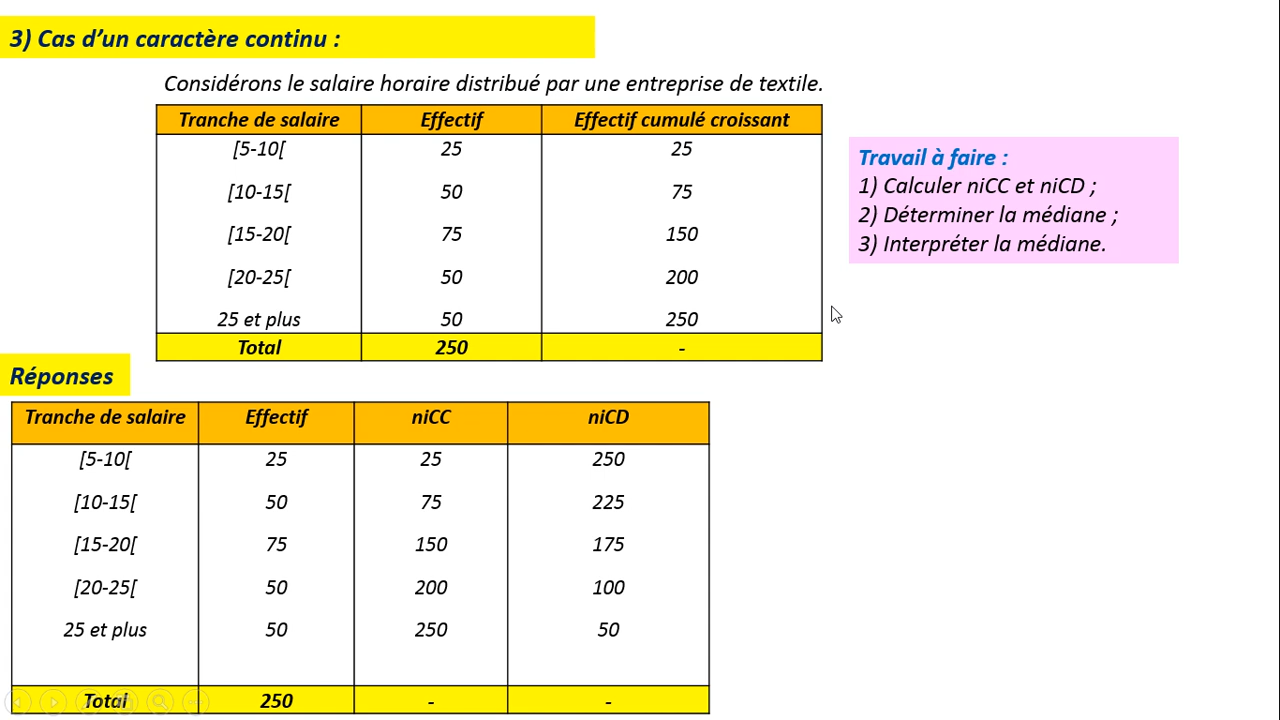 3) Cas d’un caractère continu :
Considérons le salaire horaire distribué par une entreprise de textile.
Tranche de salaire Effectif Effectif cumulé croissant
[5-10[ 25 25
[10-15[ 50 75
[15-20[ 75 150
[20-25[ 50 200
25 et plus 50 250
Total 250 -
Travail à faire :
1) Calculer niCC et niCD ;
2) Déterminer la médiane ;
3) Interpréter la médiane.
Réponses
Tranche de salaire Effectif niCC niCD
[5-10[ 25 25 250
[10-15[ 50 75 225
[15-20[ 75 150 175
[20-25[ 50 200 100
25 et plus 50 250 50
Total 250 - -